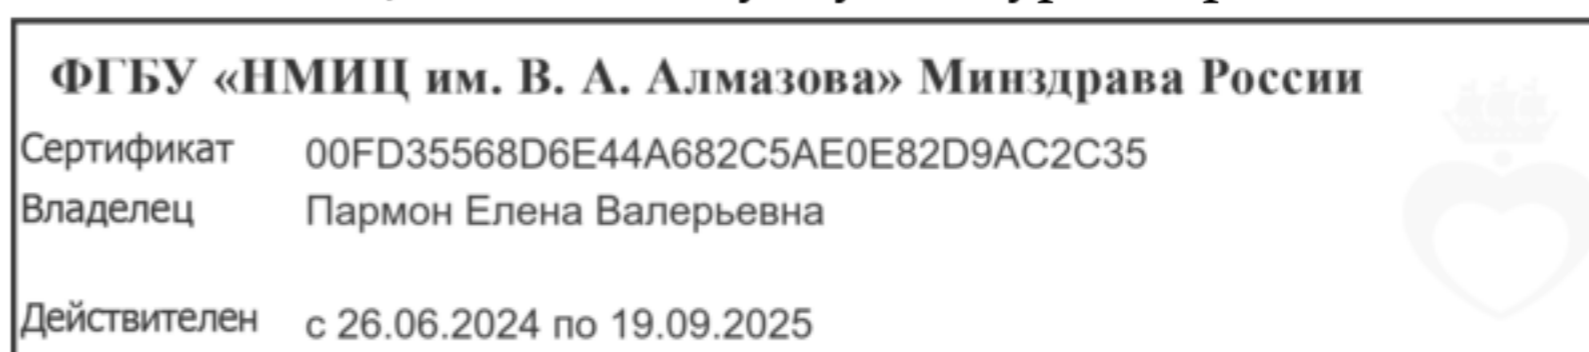 ФГБУ «НМИЦ им. В. А. Алмазова» Минздрава России
Сертификат 00FD35568D6E44A682C5AE0E82D9AC2C35
Владелец Пармон Елена Валерьевна
Действителен с 26.06.2024 по 19.09.2025